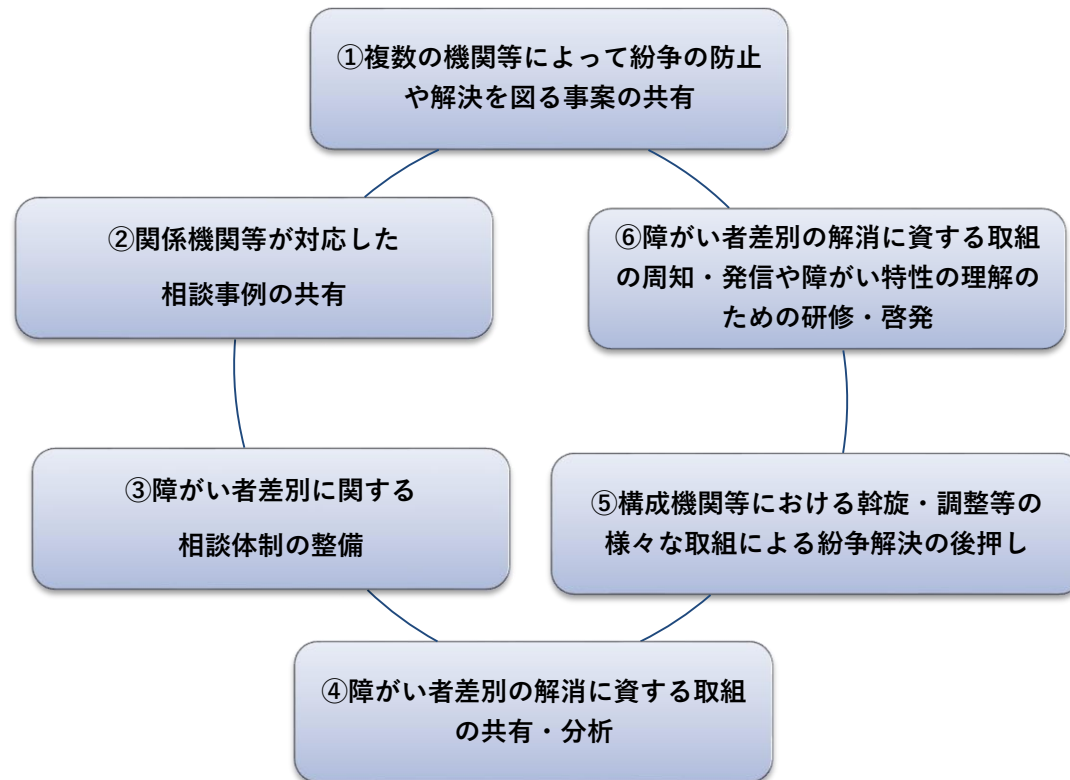 ①複数の機関等によって紛争の防止
や解決を図る事案の共有
②関係機関等が対応した
相談事例の共有
③障がい者差別に関する
相談体制の整備
④障がい者差別の解消に資する取組
の共有・分析
⑤構成機関等における斡旋・調整等の
様々な取組による紛争解決の後押し
⑥障がい者差別の解消に資する取組
の周知・発信や障がい特性の理解の
ための研修・啓発